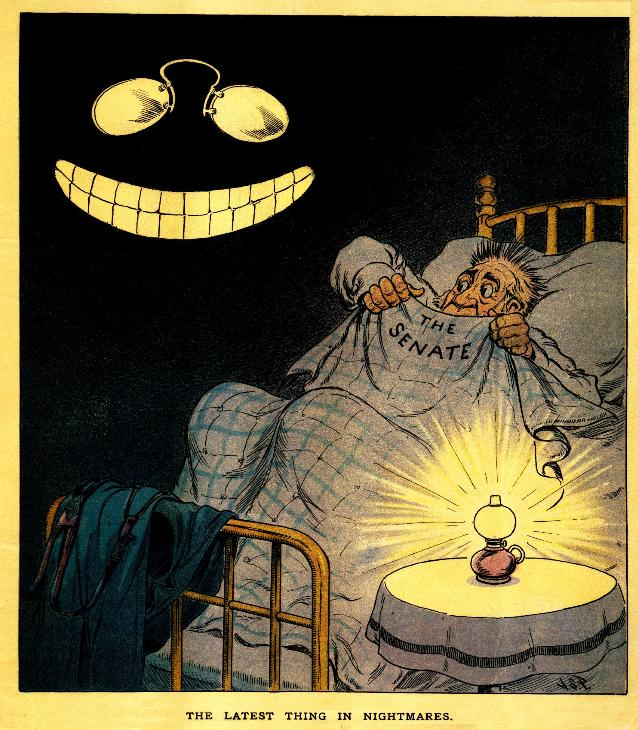 THE
SENATE
THE LATEST THING IN NIGHTMARES.